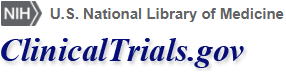 NIH U.S. National Library of Medicine
ClinicalTrials.gov